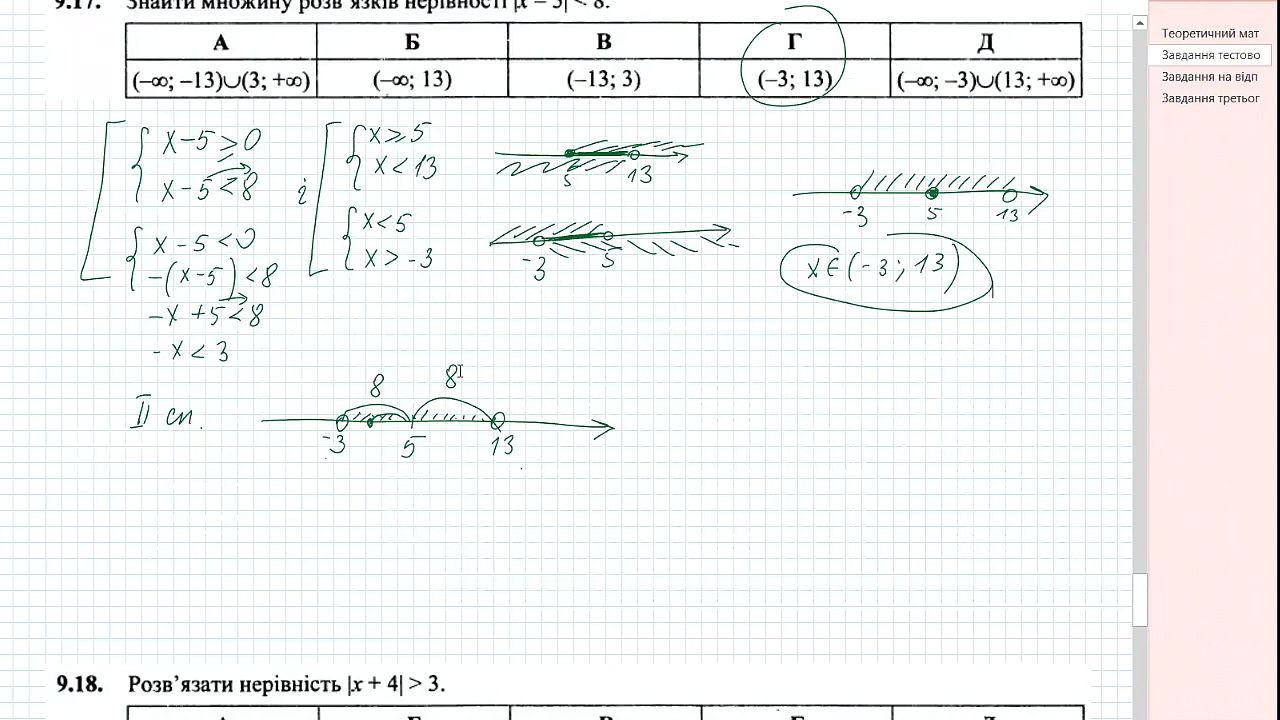 9.17. Знайти множину розв'язків нерівності |x – 5| < 8.
А Б В Г Д
(–∞; –13)∪(3; +∞) (–∞; 13) (–13; 3) (–3; 13) (–∞; –3)∪(13; +∞)
x – 5 ≥ 0
x – 5 < 8
x – 5 < 0
–(x–5) < 8
–x + 5 < 8
–x < 3
x ≥ 5
x < 13
x < 5
x > –3
5 13
–3 5
–3 5 13
x∈(–3; 13)
II сп.
8 8
–3 5 13
9.18. Розв'язати нерівність |x + 4| > 3.
Теоретичний мат
Завдання тестово
Завдання на відп
Завдання третьог